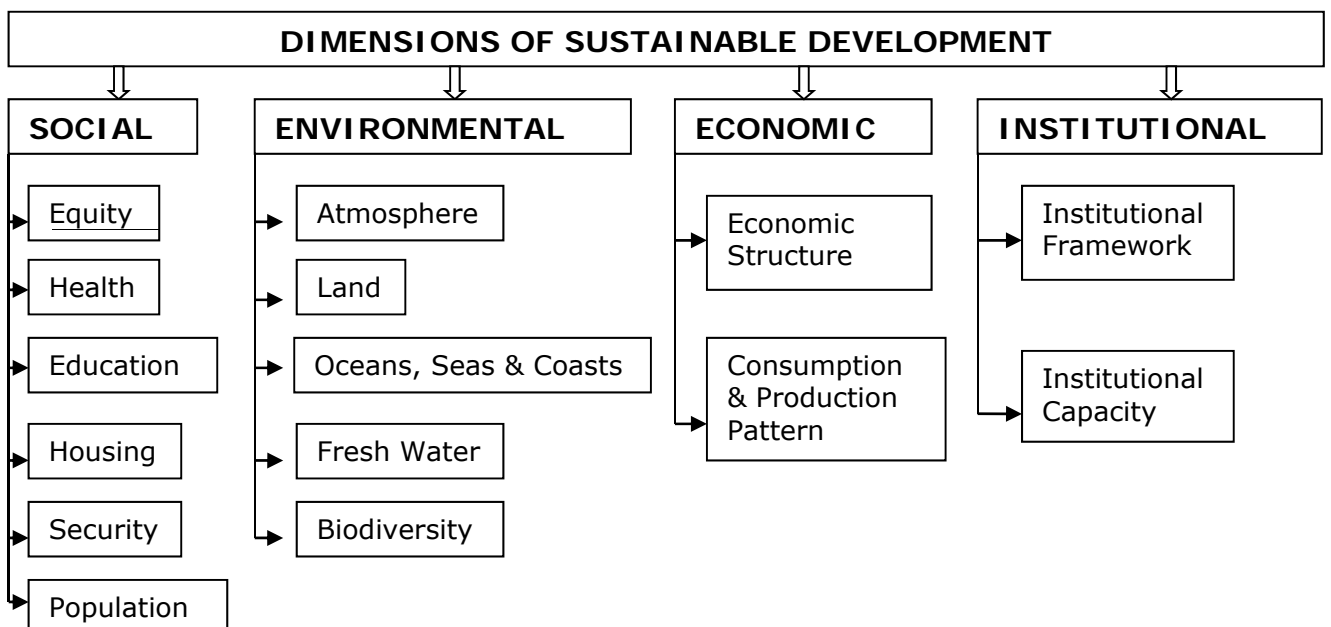 DIMENSIONS OF SUSTAINABLE DEVELOPMENT
SOCIAL
Equity
Health
Education
Housing
Security
Population
ENVIRONMENTAL
Atmosphere
Land
Oceans, Seas & Coasts
Fresh Water
Biodiversity
ECONOMIC
Economic
Structure
Consumption
& Production
Pattern
INSTITUTIONAL
Institutional
Framework
Institutional
Capacity